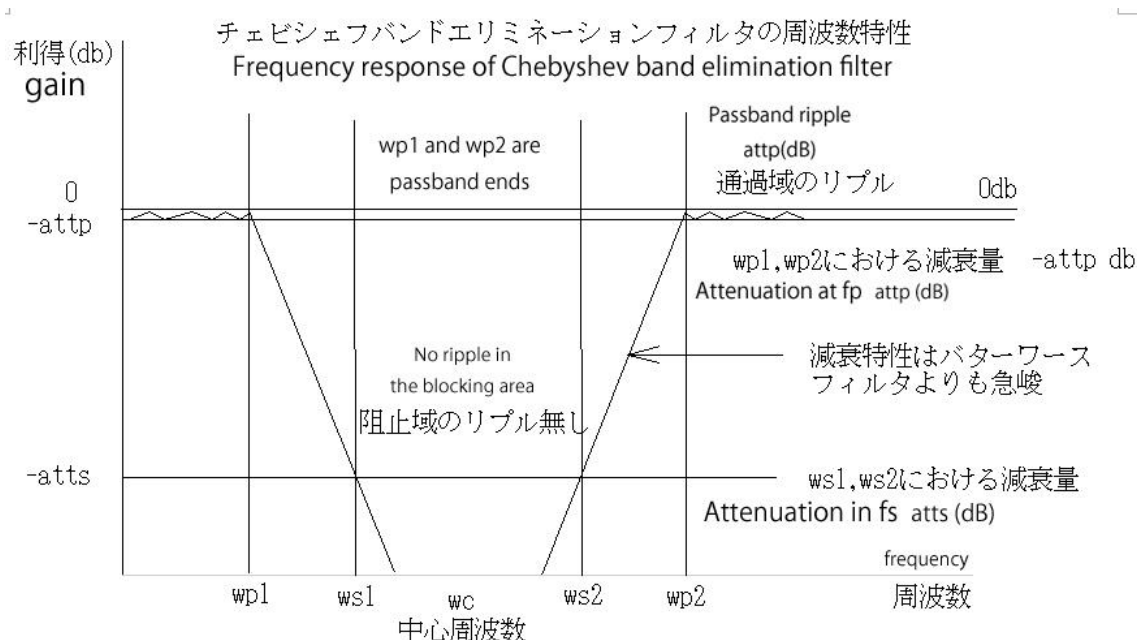 チェビシェフバンドエリミネーションフィルタの周波数特性
利得(db)
gain
Frequency response of Chebyshev band elimination filter
wp1 and wp2 are
passband ends
Passband ripple
attp(dB)
通過域のリプル
0
0db
-attp
wp1,wp2における減衰量 -attp db
Attenuation at fp attp (dB)
No ripple in
the blocking area
阻止域のリプル無し
減衰特性はバターワース
フィルタよりも急峻
-atts
ws1,ws2における減衰量
Attenuation in fs atts (dB)
frequency
周波数
wp1
ws1
wc
ws2
wp2
中心周波数